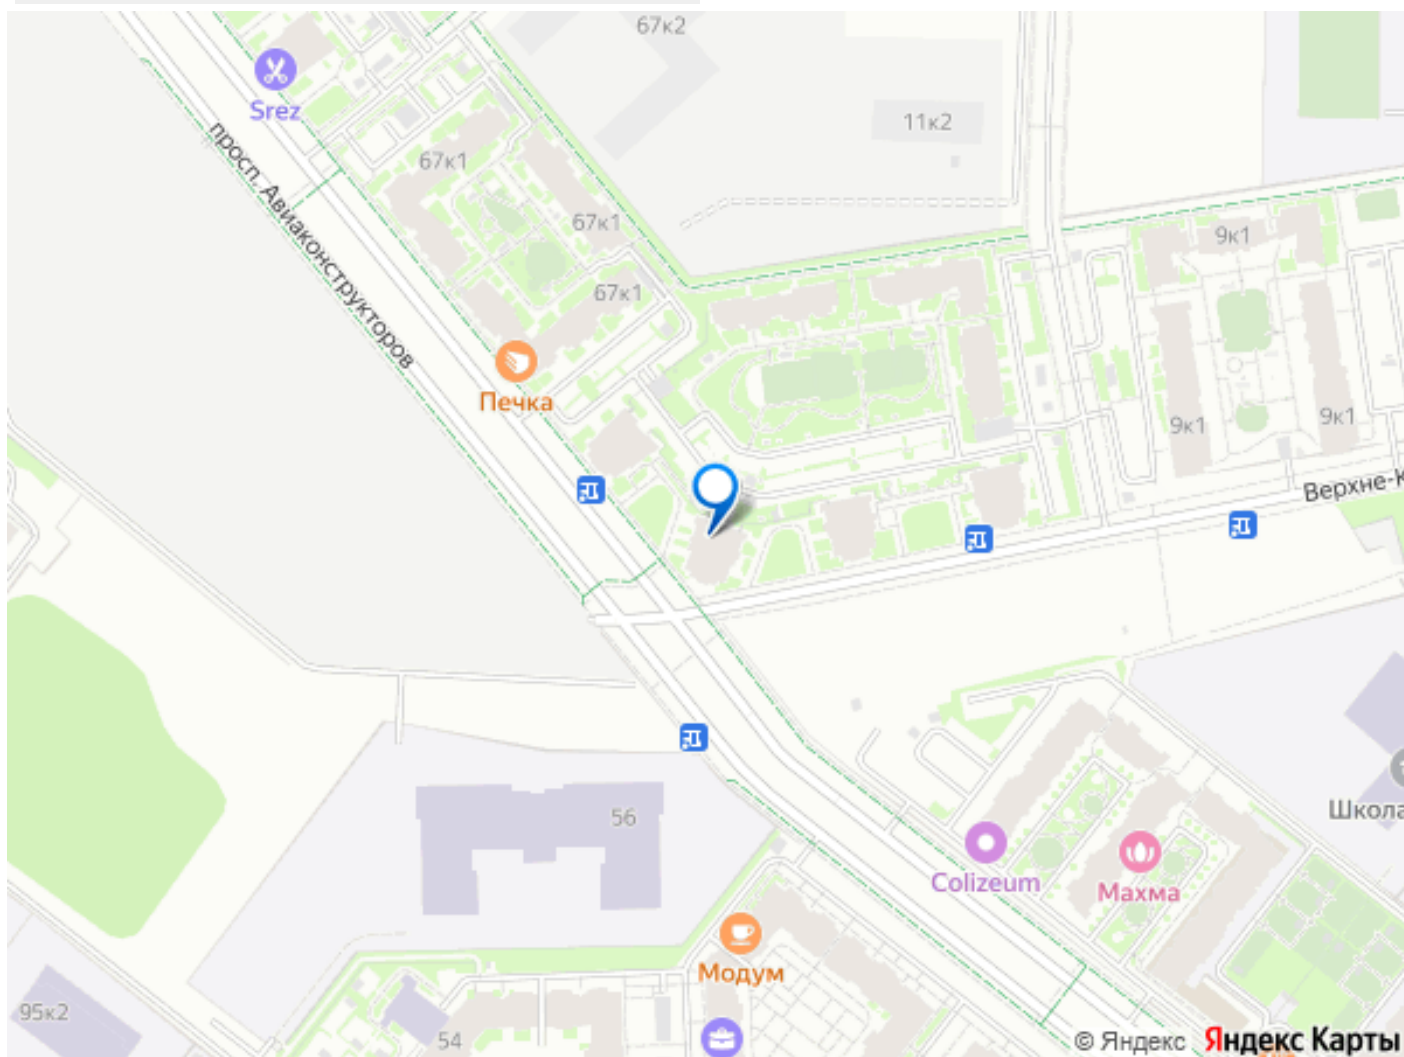 67к2
Srez
11к2
просп. Авиаконструкторов
67к1
67к1
9к1
67к1
Печка
9к1
9к1
Верхне-К
56
Школа
Colizeum
Махма
Модум
95к2
54
© Яндекс Яндекс Карты